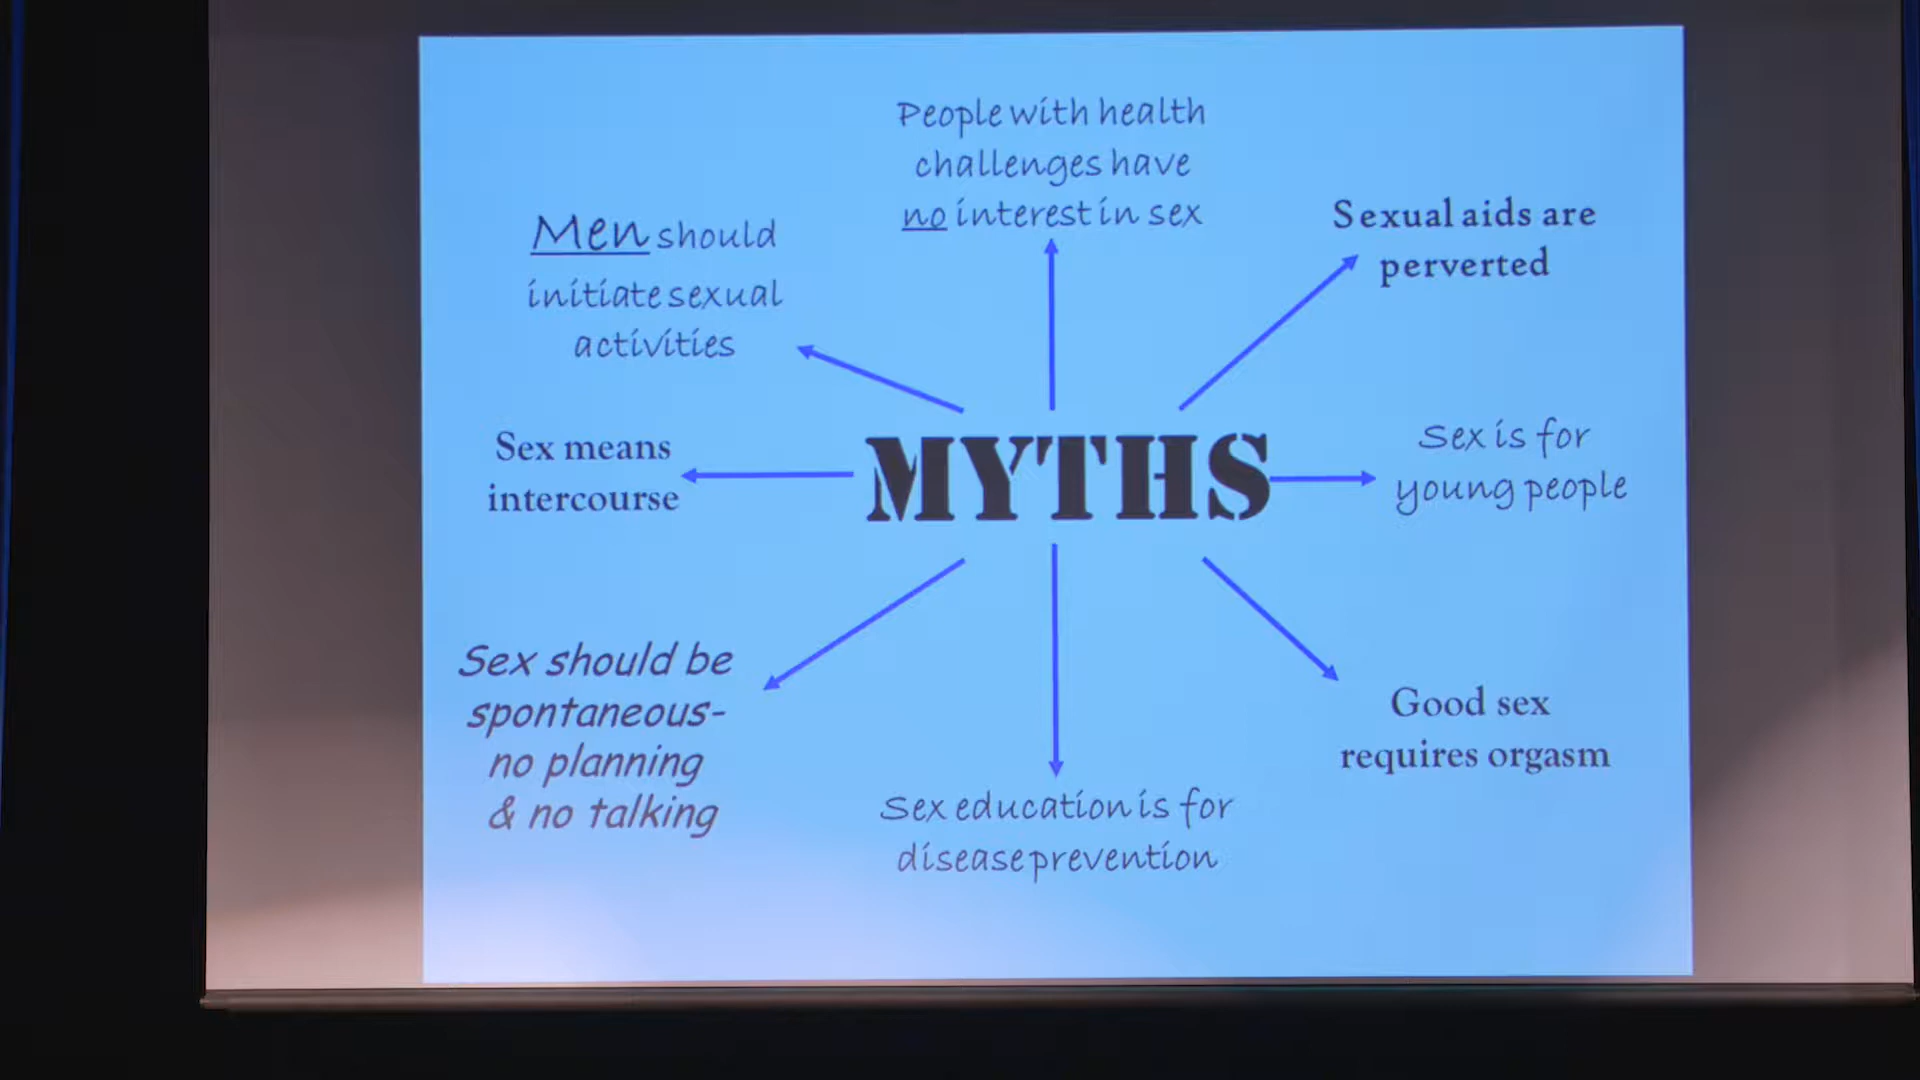 People with health
challenges have
no interest in sex
Men should
initiate sexual
activities
Sexual aids are
perverted
Sex means
intercourse
MYTHS
Sex is for
young people
Sex should be
spontaneous-
no planning
& no talking
Good sex
requires orgasm
Sex education is for
disease prevention